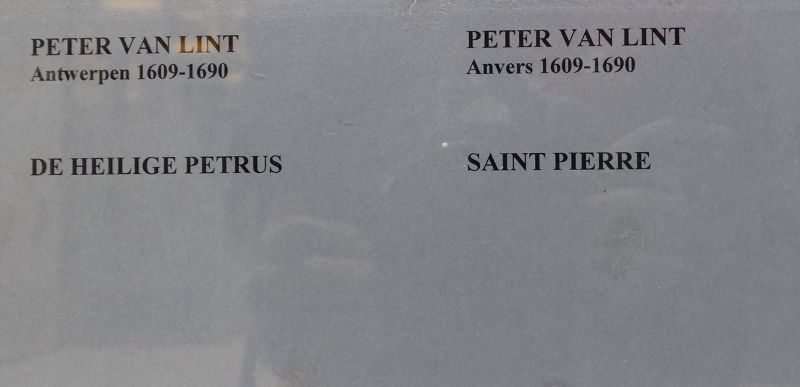 PETER VAN LINT
Antwerpen 1609-1690
DE HEILIGE PETRUS
PETER VAN LINT
Anvers 1609-1690
SAINT PIERRE